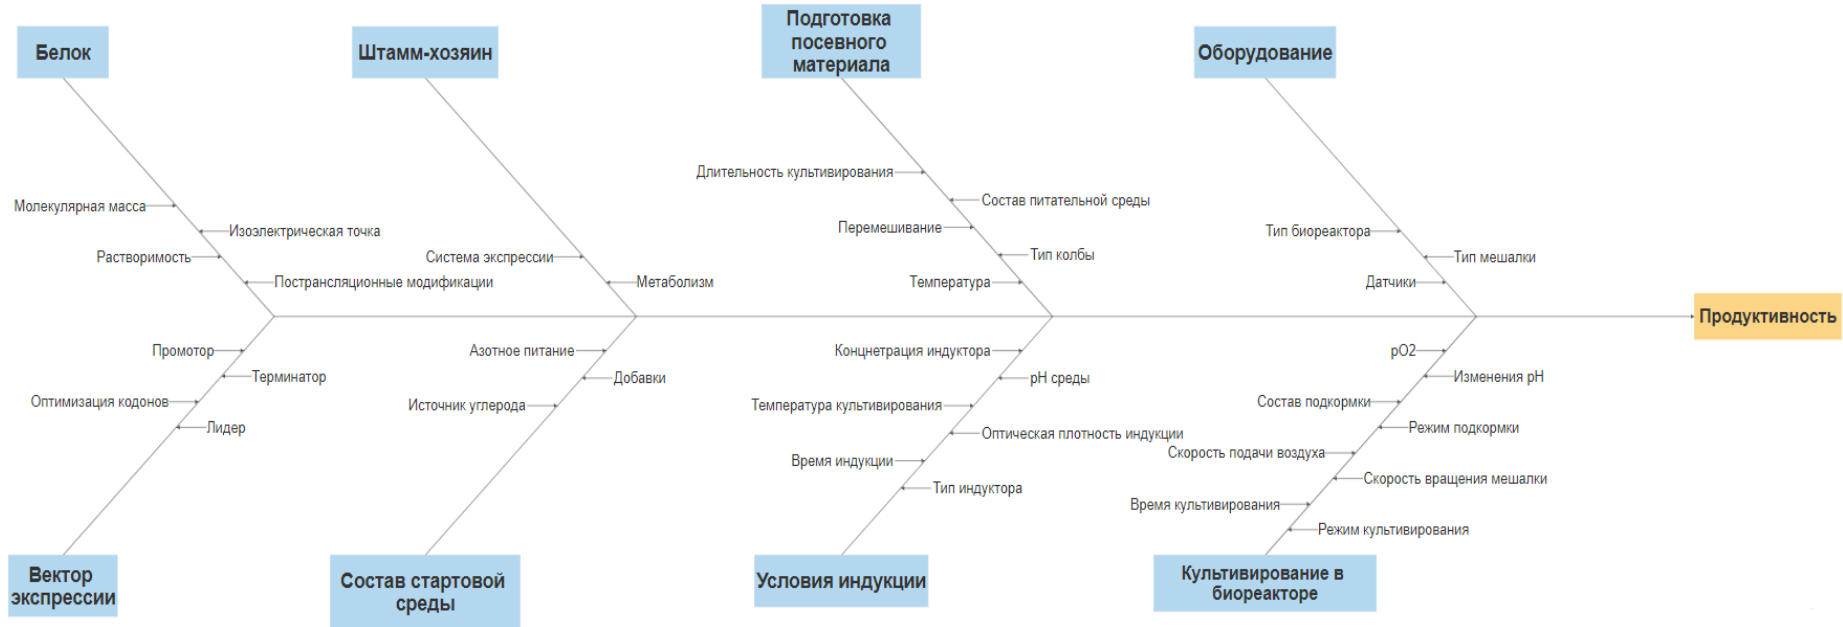 Белок
Штамм-хозяин
Подготовка
посевного
материала
Оборудование
Молекулярная масса
Изоэлектрическая точка
Растворимость
Пострансляционные модификации
Система экспрессии
Метаболизм
Длительность культивирования
Состав питательной среды
Перемешивание
Тип колбы
Температура
Тип биореактора
Тип мешалки
Датчики
Продуктивность
Промотор
Терминатор
Оптимизация кодонов
Лидер
Азотное питание
Добавки
Источник углерода
Концнетрация индуктора
pH среды
Температура культивирования
Оптическая плотность индукции
Время индукции
Тип индуктора
pO2
Изменения pH
Состав подкормки
Режим подкормки
Скорость подачи воздуха
Скорость вращения мешалки
Время культивирования
Режим культивирования
Вектор
экспрессии
Состав стартовой
среды
Условия индукции
Культивирование в
биореакторе